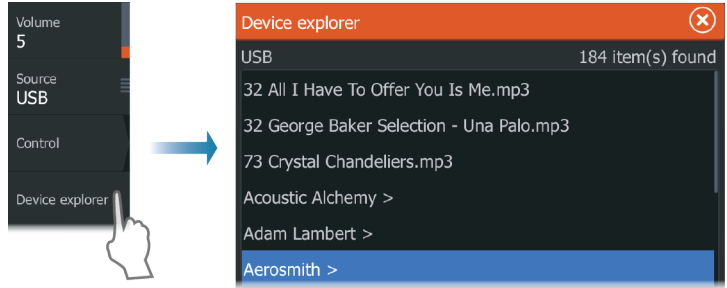 Volume
5
Source
USB
Control
Device explorer
Device explorer
USB 184 item(s) found
32 All I Have To Offer You Is Me.mp3
32 George Baker Selection - Una Palo.mp3
73 Crystal Chandeliers.mp3
Acoustic Alchemy >
Adam Lambert >
Aerosmith >